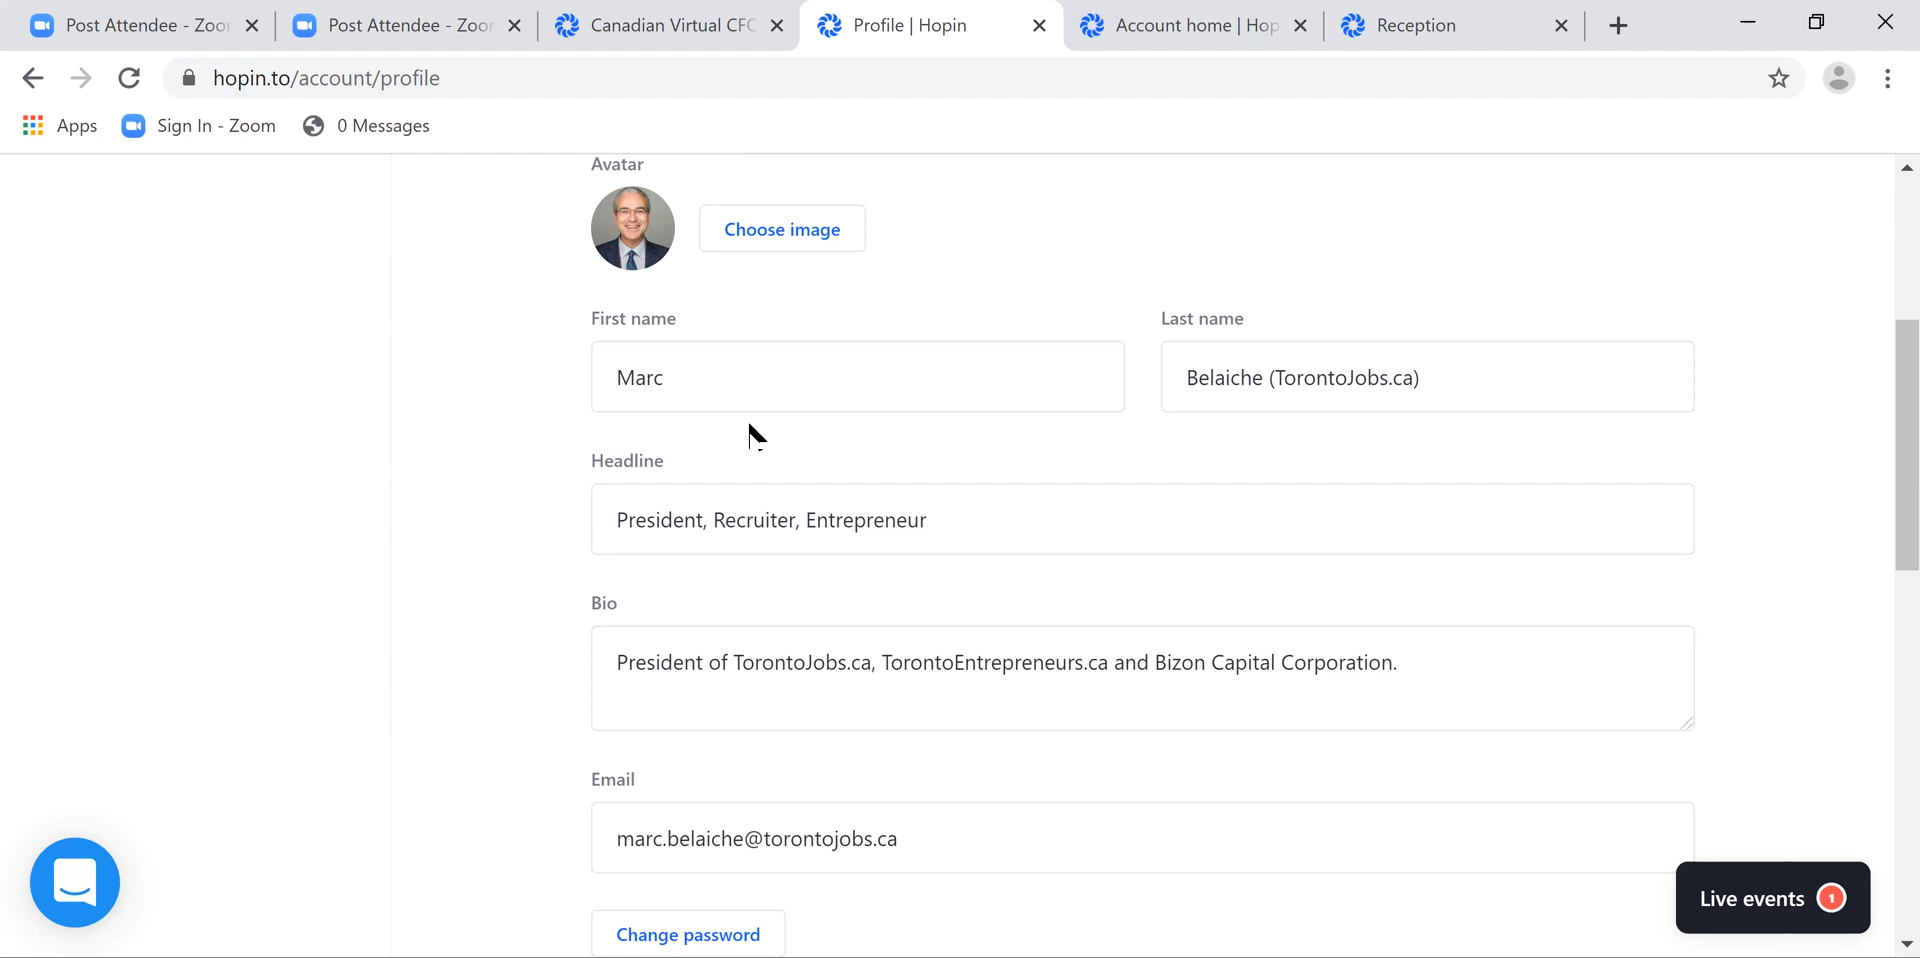 Post Attendee - Zoo
Post Attendee - Zoo
Canadian Virtual CFO
Profile | Hopin
Account home | Hop
Reception
hopin.to/account/profile
Apps
Sign In - Zoom
0 Messages
Avatar
Choose image
First name
Last name
Marc
Belaiche (TorontoJobs.ca)
Headline
President, Recruiter, Entrepreneur
Bio
President of TorontoJobs.ca, TorontoEntrepreneurs.ca and Bizon Capital Corporation.
Email
marc.belaiche@torontojobs.ca
Live events 1
Change password